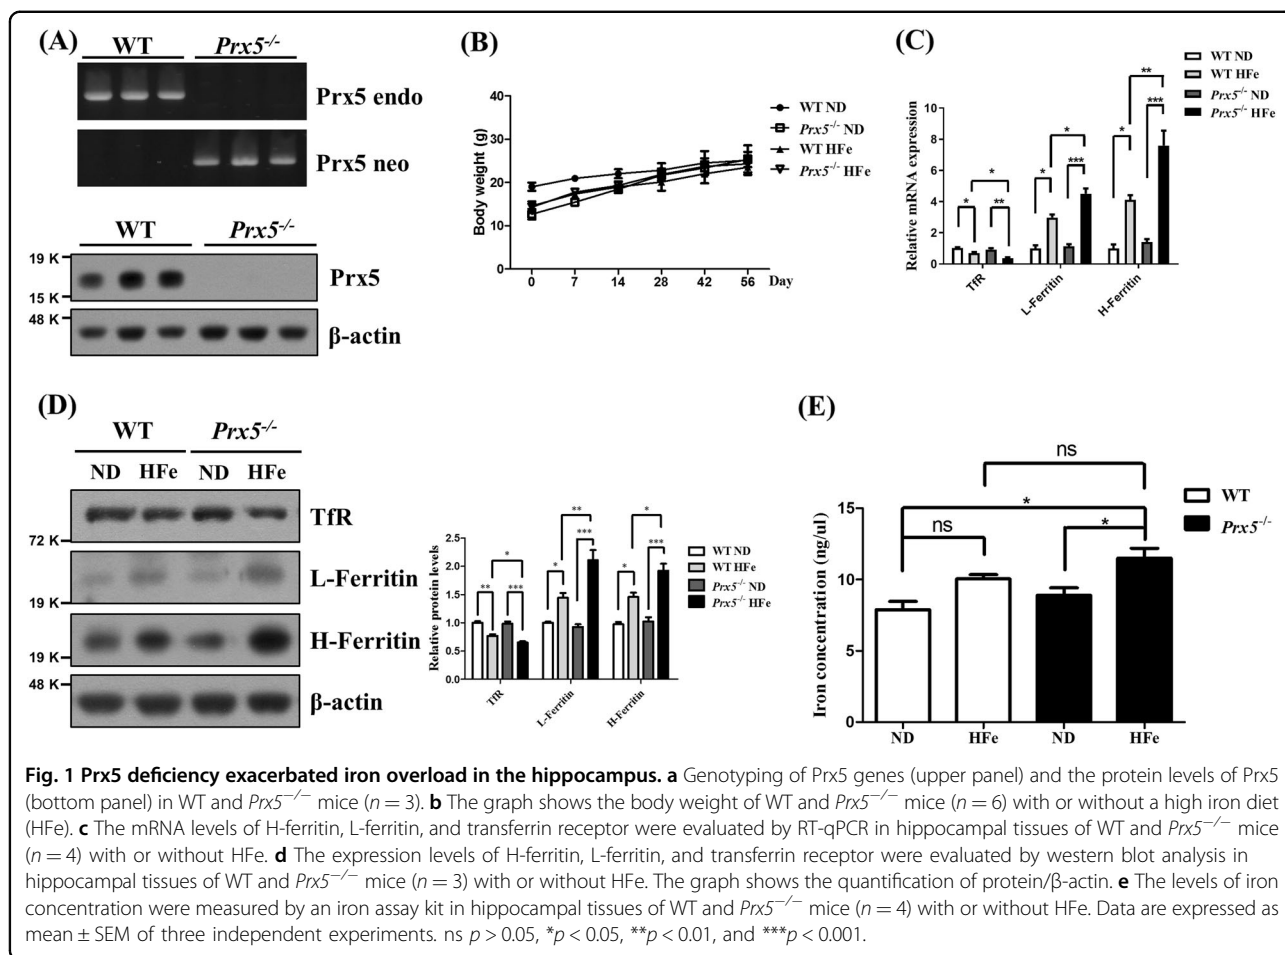 (A)
WT Prx5-/-
Prx5 endo
Prx5 neo
WT Prx5-/-
19 K
Prx5
15 K
48 K
β-actin
(B)
Body weight (g)
40
30
20
10
0
0 7 14 28 42 56 Day
WT ND
Prx5-/- ND
WT HFe
Prx5-/- HFe
(C)
WT ND
WT HFe
Prx5-/- ND
Prx5-/- HFe
Relative mRNA expression
10
8
6
4
2
0
* ** *
* *** *
* *** **
TfR L-Ferritin H-Ferritin
(D)
WT Prx5-/-
ND HFe ND HFe
TfR
72 K
L-Ferritin
19 K
H-Ferritin
19 K
48 K
β-actin
Relative protein levels
2.5
2.0
1.5
1.0
0.5
0.0
** *** *
* *** **
* *** *
TfR L-Ferritin H-Ferritin
WT ND
WT HFe
Prx5-/- ND
Prx5-/- HFe
(E)
Iron concentration (ng/ul)
15
10
5
0
ns
*
ns *
ND HFe ND HFe
WT
Prx5-/-
Fig. 1 Prx5 deficiency exacerbated iron overload in the hippocampus. a Genotyping of Prx5 genes (upper panel) and the protein levels of Prx5
(bottom panel) in WT and Prx5−/− mice (n = 3). b The graph shows the body weight of WT and Prx5−/− mice (n = 6) with or without a high iron diet
(HFe). c The mRNA levels of H-ferritin, L-ferritin, and transferrin receptor were evaluated by RT-qPCR in hippocampal tissues of WT and Prx5−/− mice
(n = 4) with or without HFe. d The expression levels of H-ferritin, L-ferritin, and transferrin receptor were evaluated by western blot analysis in
hippocampal tissues of WT and Prx5−/− mice (n = 3) with or without HFe. The graph shows the quantification of protein/β-actin. e The levels of iron
concentration were measured by an iron assay kit in hippocampal tissues of WT and Prx5−/− mice (n = 4) with or without HFe. Data are expressed as
mean ± SEM of three independent experiments. ns p > 0.05, *p < 0.05, **p < 0.01, and ***p < 0.001.